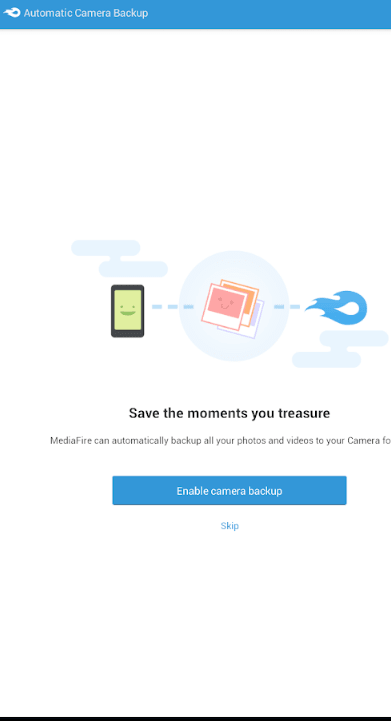 Automatic Camera Backup
Save the moments you treasure
MediaFire can automatically backup all your photos and videos to your Camera fo
Enable camera backup
Skip